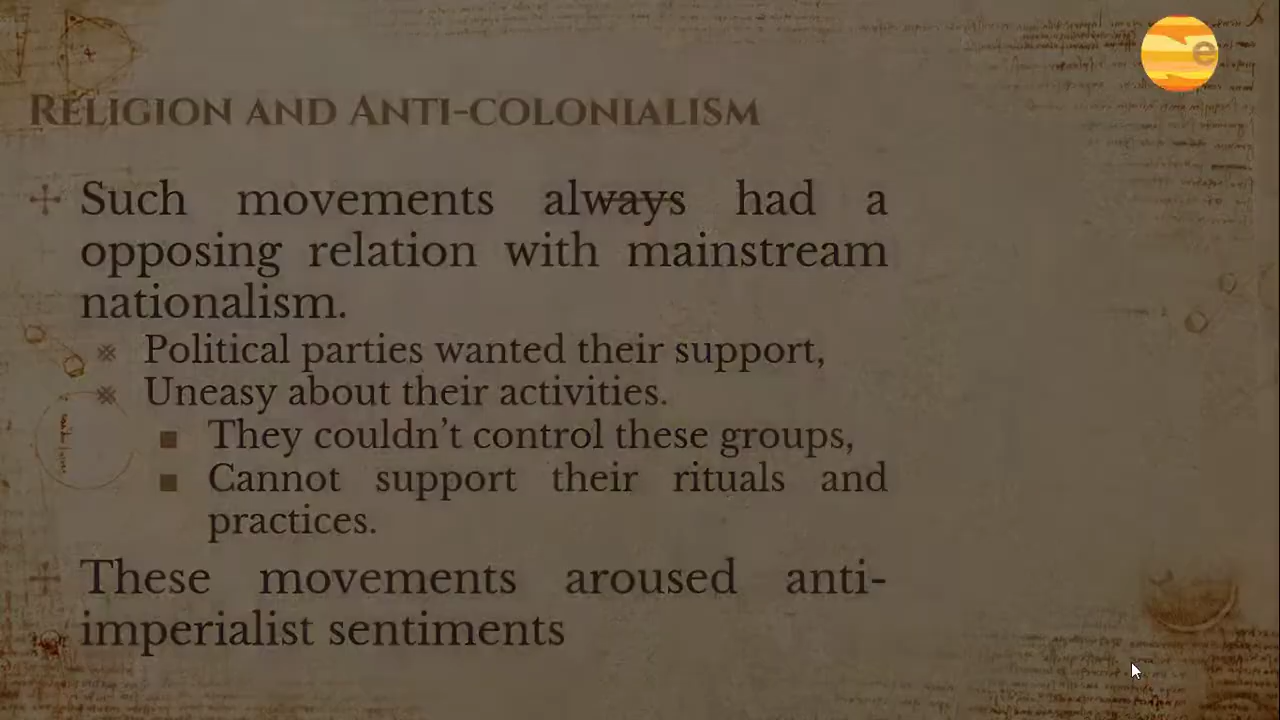 RELIGION AND ANTI-COLONIALISM
Such movements always had a
opposing relation with mainstream
nationalism.
Political parties wanted their support,
Uneasy about their activities.
They couldn't control these groups,
Cannot support their rituals and
practices.
These movements aroused anti-
imperialist sentiments
e